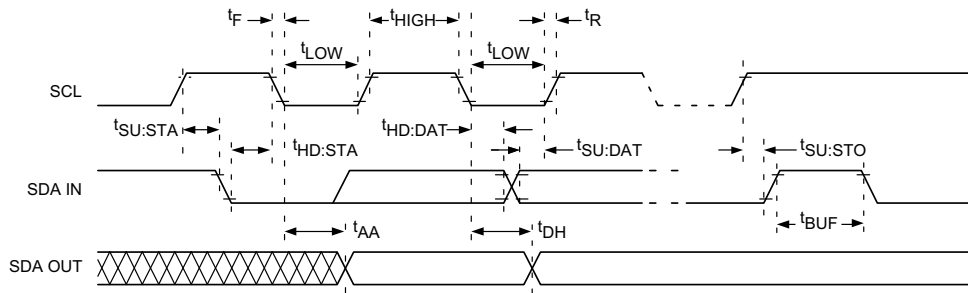 tF
tHIGH
tR
tLOW
tLOW
SCL
tSU:STA
tHD:STA
tHD:DAT
tSU:DAT
tSU:STO
SDA IN
tBUF
tAA
tDH
SDA OUT